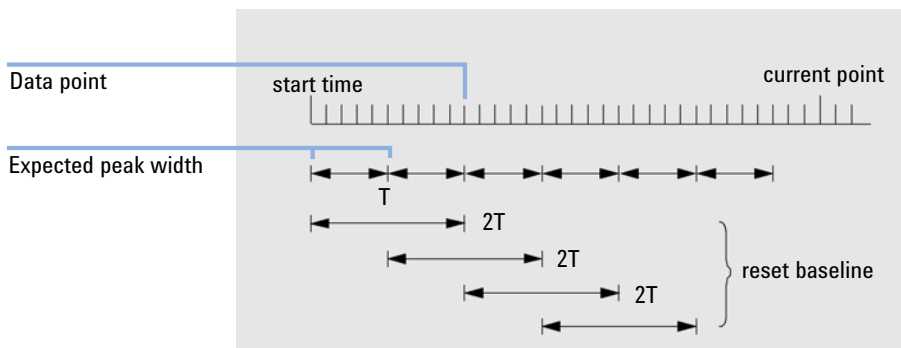 Data point
start time
current point
Expected peak width
T
2T
2T
2T
reset baseline